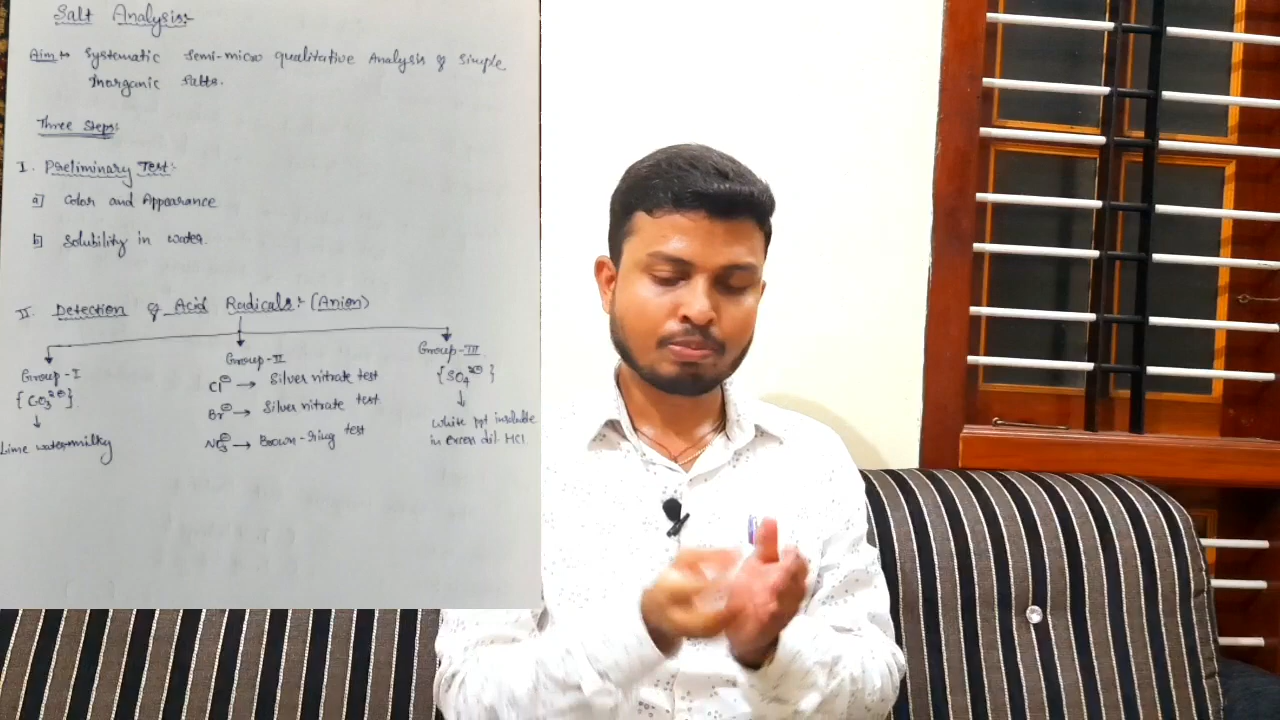 Salt Analysis:-
Aim:- Systematic Semi-micro qualitative Analysis of Simple
Inorganic Salts.
Three Steps:
I. Preliminary Test:-
a] Color and Appearance
b] Solubility in water.
II. Detection of Acid Radicals:- (Anion)
Group-I
{CO₃²⊖}
↓
Lime water milky
Group-II
Cl⊖ → Silver nitrate test
Br⊖ → Silver nitrate test
NO₃⊖ → Brown-ring test
Group-III
{SO₄²⊖}
↓
White ppt insoluble
in excess dil. HCl.